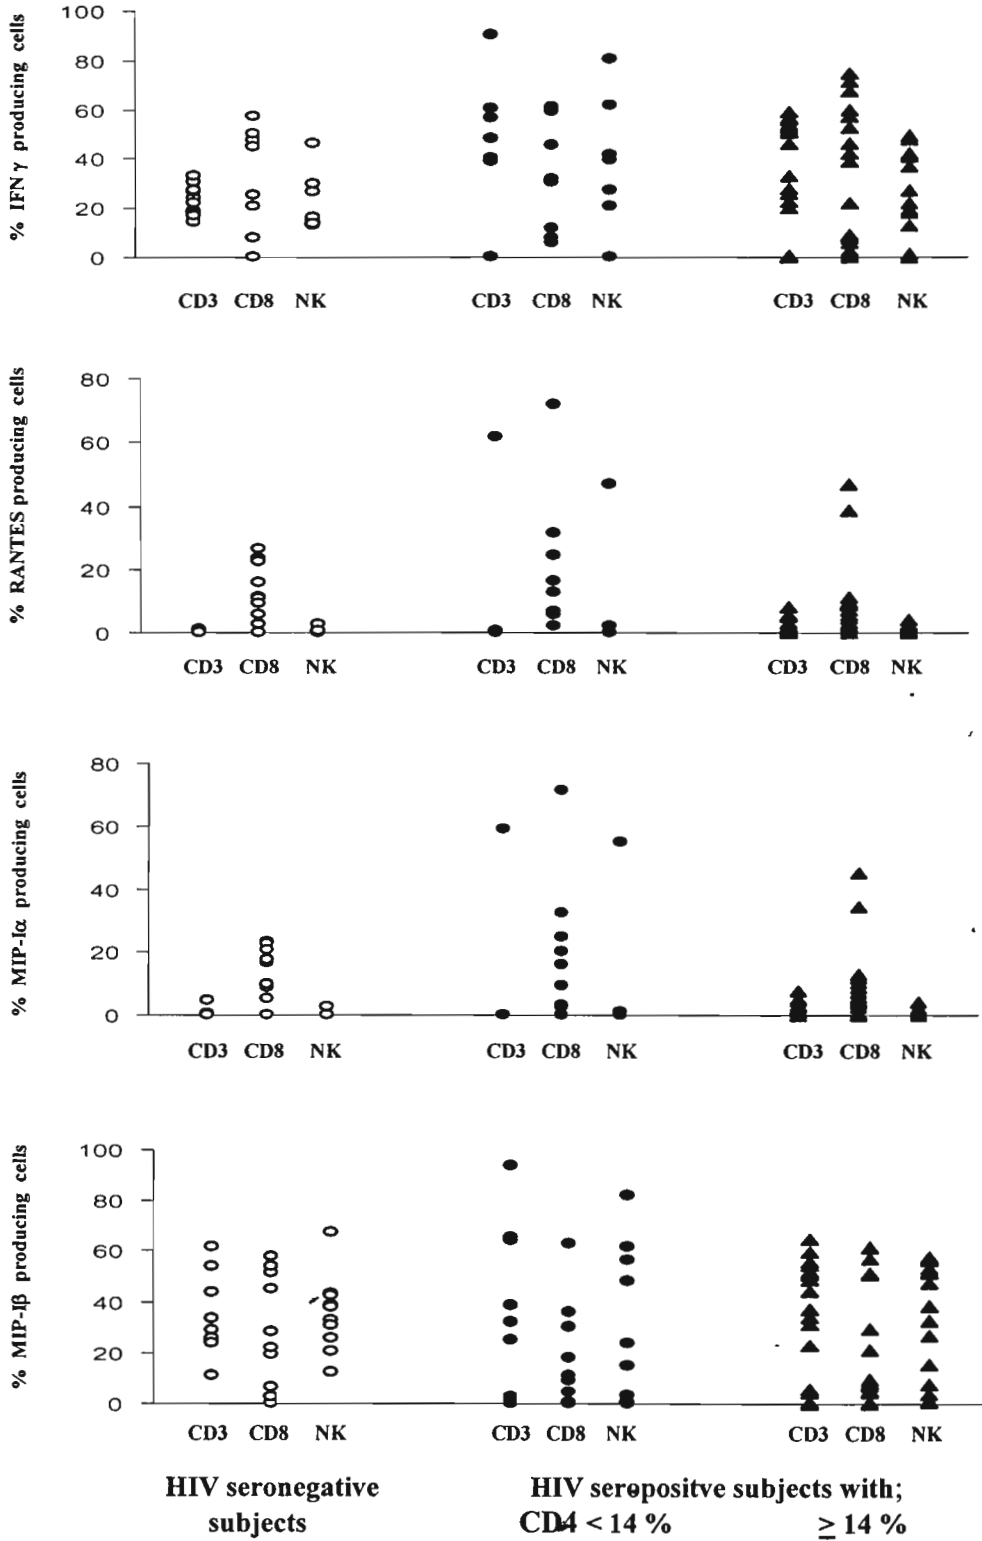 % IFN γ producing cells
100
80
60
40
20
0
CD3 CD8 NK
CD3 CD8 NK
CD3 CD8 NK
% RANTES producing cells
80
60
40
20
0
CD3 CD8 NK
CD3 CD8 NK
CD3 CD8 NK
% MIP-Iα producing cells
80
60
40
20
0
CD3 CD8 NK
CD3 CD8 NK
CD3 CD8 NK
% MIP-Iβ producing cells
100
80
60
40
20
0
CD3 CD8 NK
CD3 CD8 NK
CD3 CD8 NK
HIV seronegative
subjects
HIV seropositve subjects with;
CD4 < 14 %
≥ 14 %